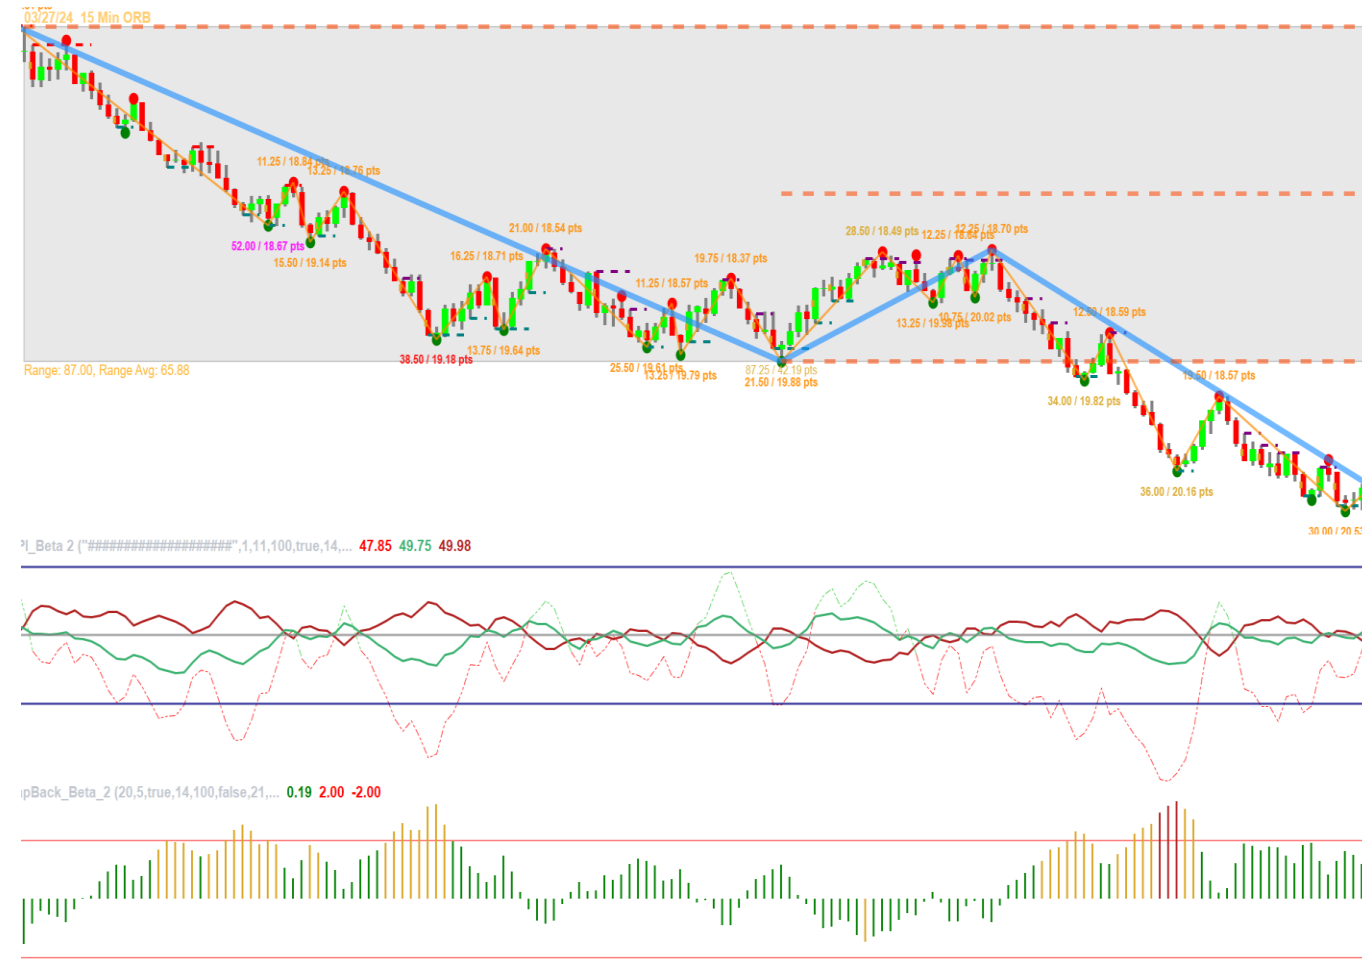 03/27/24 15 Min ORB
11.25 / 18.84 pts
13.25 / 18.76 pts
52.00 / 18.67 pts
15.50 / 19.14 pts
21.00 / 18.54 pts
16.25 / 18.71 pts
11.25 / 18.57 pts
19.75 / 18.37 pts
28.50 / 18.49 pts
12.25 / 18.64 pts
12.25 / 18.70 pts
13.25 / 19.98 pts
10.75 / 20.02 pts
12.50 / 18.59 pts
13.75 / 19.64 pts
38.50 / 19.18 pts
Range: 87.00, Range Avg: 65.88
25.50 / 19.61 pts
13.25 / 19.79 pts
87.25 / 42.19 pts
21.50 / 19.88 pts
19.50 / 18.57 pts
34.00 / 19.82 pts
36.00 / 20.16 pts
30.00 / 20.53
PI_Beta 2 ("####################",1,11,100,true,14,... 47.85 49.75 49.98
pBack_Beta_2 (20,5,true,14,100,false,21,... 0.19 2.00 -2.00